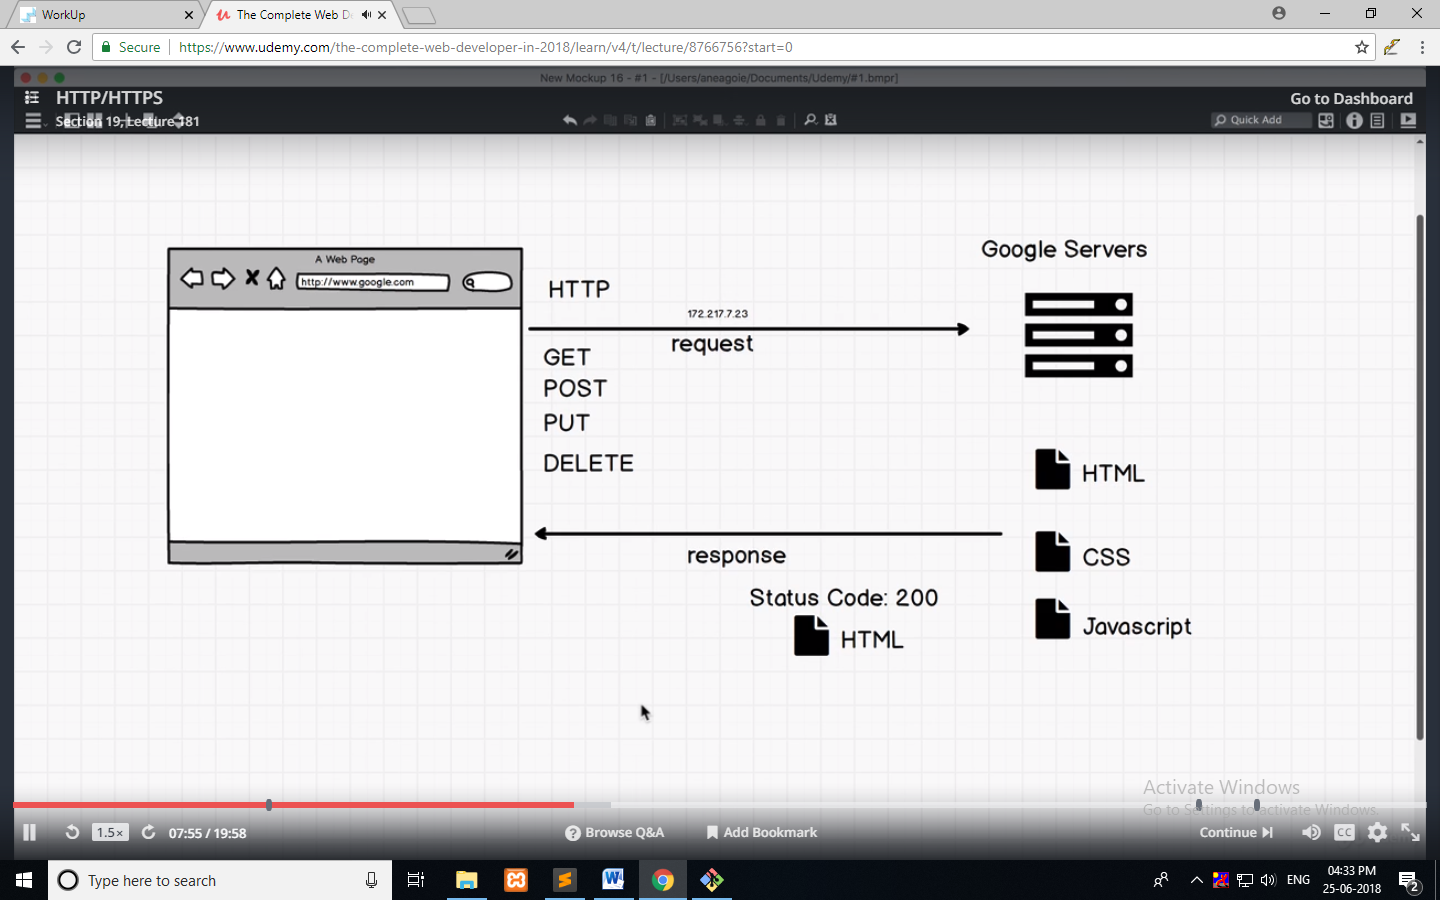 WorkUp
The Complete Web De
Secure
https://www.udemy.com/the-complete-web-developer-in-2018/learn/v4/t/lecture/8766756?start=0
New Mockup 16 - #1 - [/Users/aneagoie/Documents/Udemy/#1.bmpr]
HTTP/HTTPS
Go to Dashboard
Section 19, Lecture 181
Quick Add
A Web Page
http://www.google.com
HTTP
172.217.7.23
request
GET
POST
PUT
DELETE
Google Servers
HTML
CSS
Javascript
response
Status Code: 200
HTML
Activate Windows
Go to Settings to activate Windows.
1.5×
07:55 / 19:58
Browse Q&A
Add Bookmark
Continue
CC
Type here to search
ENG
04:33 PM
25-06-2018
2